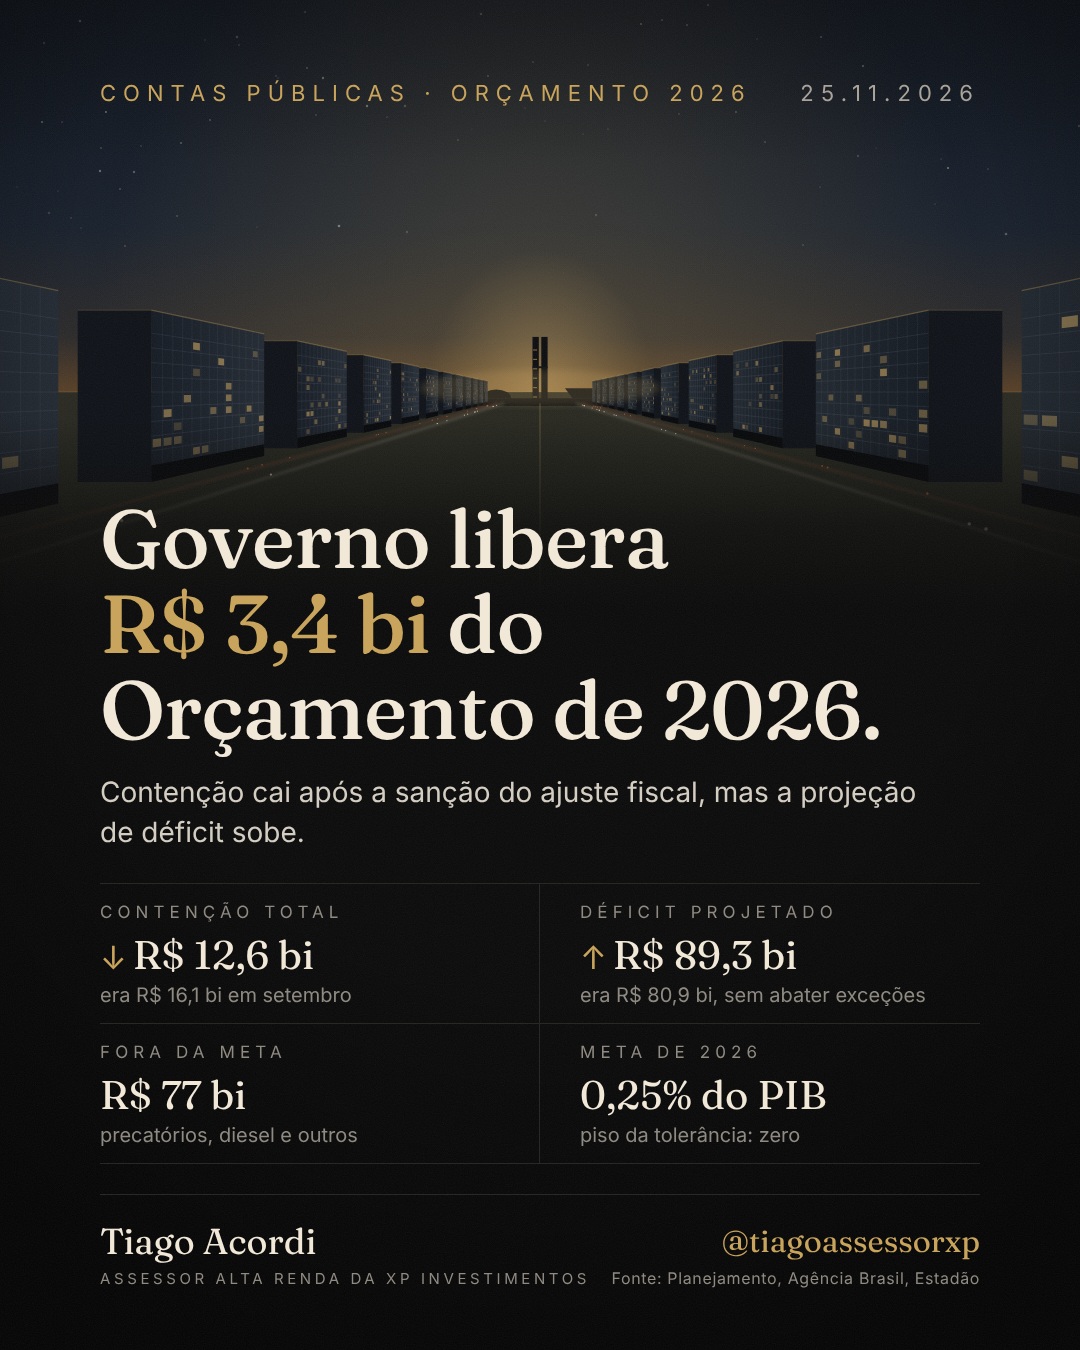 CONTAS PÚBLICAS · ORÇAMENTO 2026 25.11.2026
Governo libera
R$ 3,4 bi do
Orçamento de 2026.
Contenção cai após a sanção do ajuste fiscal, mas a projeção
de déficit sobe.
CONTENÇÃO TOTAL
↓ R$ 12,6 bi
era R$ 16,1 bi em setembro
DÉFICIT PROJETADO
↑ R$ 89,3 bi
era R$ 80,9 bi, sem abater exceções
FORA DA META
R$ 77 bi
precatórios, diesel e outros
META DE 2026
0,25% do PIB
piso da tolerância: zero
Tiago Acordi
ASSESSOR ALTA RENDA DA XP INVESTIMENTOS
@tiagoassessorxp
Fonte: Planejamento, Agência Brasil, Estadão